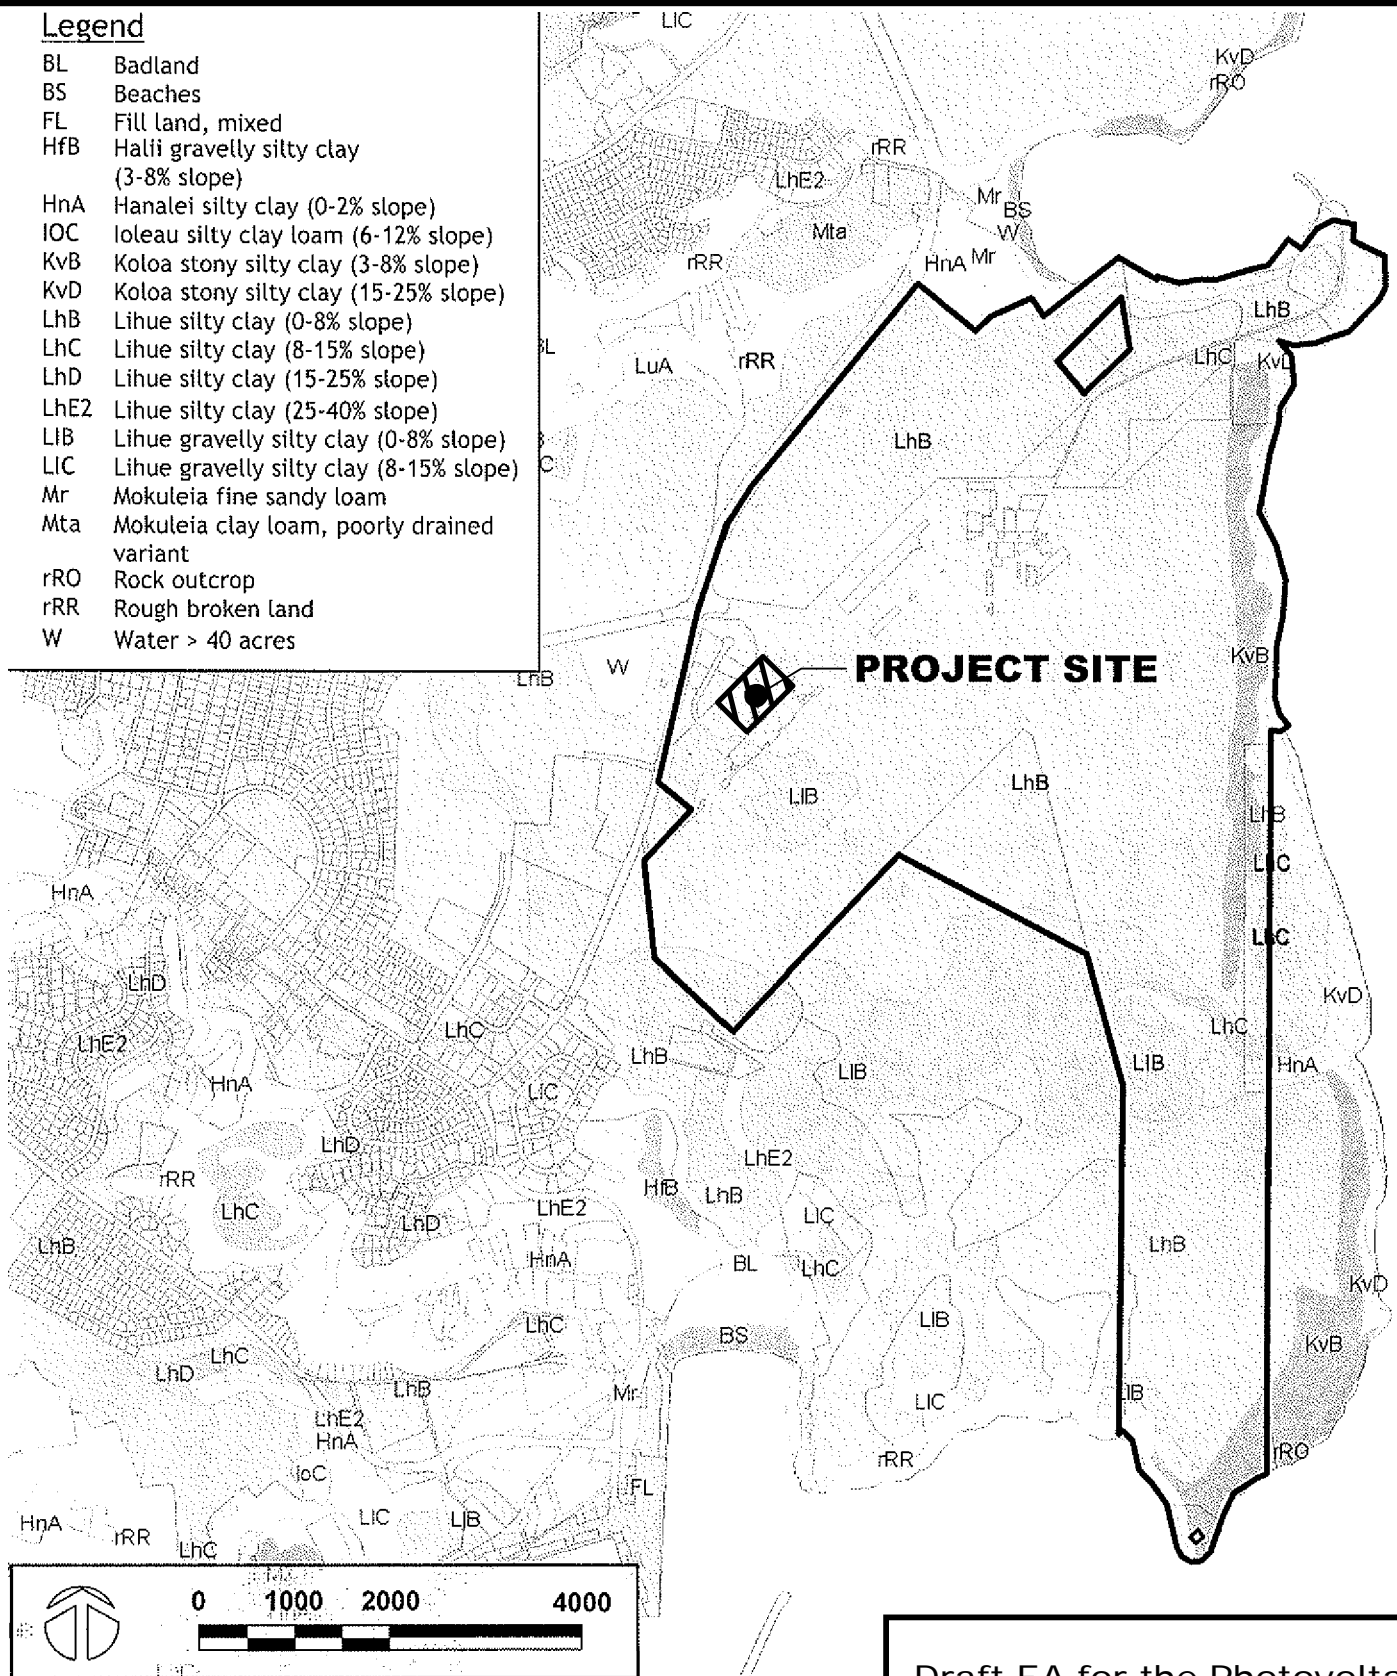 Legend
BL Badland
BS Beaches
FL Fill land, mixed
HfB Halii gravelly silty clay
(3-8% slope)
HnA Hanalei silty clay (0-2% slope)
IOC Ioleau silty clay loam (6-12% slope)
KvB Koloa stony silty clay (3-8% slope)
KvD Koloa stony silty clay (15-25% slope)
LhB Lihue silty clay (0-8% slope)
LhC Lihue silty clay (8-15% slope)
LhD Lihue silty clay (15-25% slope)
LhE2 Lihue silty clay (25-40% slope)
LIB Lihue gravelly silty clay (0-8% slope)
LIC Lihue gravelly silty clay (8-15% slope)
Mr Mokuleia fine sandy loam
Mta Mokuleia clay loam, poorly drained
variant
rRO Rock outcrop
rRR Rough broken land
W Water > 40 acres
LIC
KvD
rRO
rRR
LhE2
Mr
BS
W
Mta
rRR
HnA Mr
LhB
LuA
rRR
LhC
KvD
LhB
PROJECT SITE
KvB
LhB
W
LIB
LhB
LhB
LhC
HnA
LhC
LhD
KvD
LhC
LhC
LhE2
LhB
LIB
LIB
HnA
HnA
LIC
LhD
LhE2
rRR
HfB
LhB
LhC
LhE2
LIC
LhD
LhB
LhB
HnA
BL
LhC
KvD
LIB
LhC
BS
KvB
LhC
LhD
LhB
Mr
LIB
LIC
LhE2
HnA
rRR
rRO
IoC
FL
HnA
rRR
LIC
LIB
LhC
0 1000 2000 4000
Draft EA for the